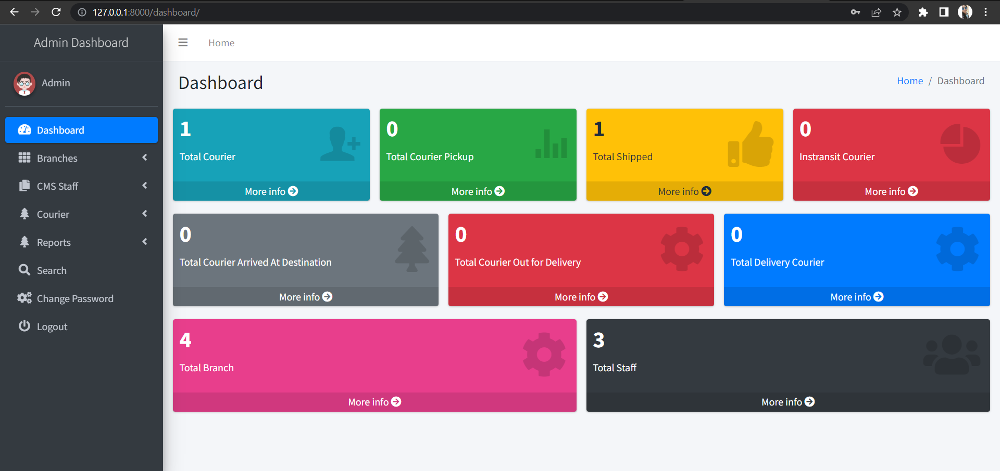 127.0.0.1:8000/dashboard/
Admin Dashboard
Home
Admin
Dashboard
Home / Dashboard
Dashboard
Branches
CMS Staff
Courier
Reports
Search
Change Password
Logout
1
Total Courier
More info
0
Total Courier Pickup
More info
1
Total Shipped
More info
0
Instransit Courier
More info
0
Total Courier Arrived At Destination
More info
0
Total Courier Out for Delivery
More info
0
Total Delivery Courier
More info
4
Total Branch
More info
3
Total Staff
More info